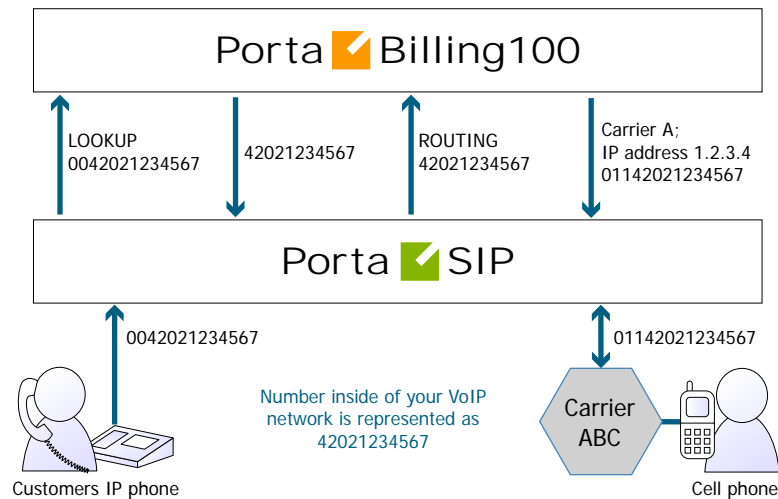 Porta Billing100
LOOKUP
0042021234567
42021234567
ROUTING
42021234567
Carrier A;
IP address 1.2.3.4
01142021234567
Porta SIP
0042021234567
01142021234567
Number inside of your VoIP
network is represented as
42021234567
Carrier
ABC
Customers IP phone
Cell phone